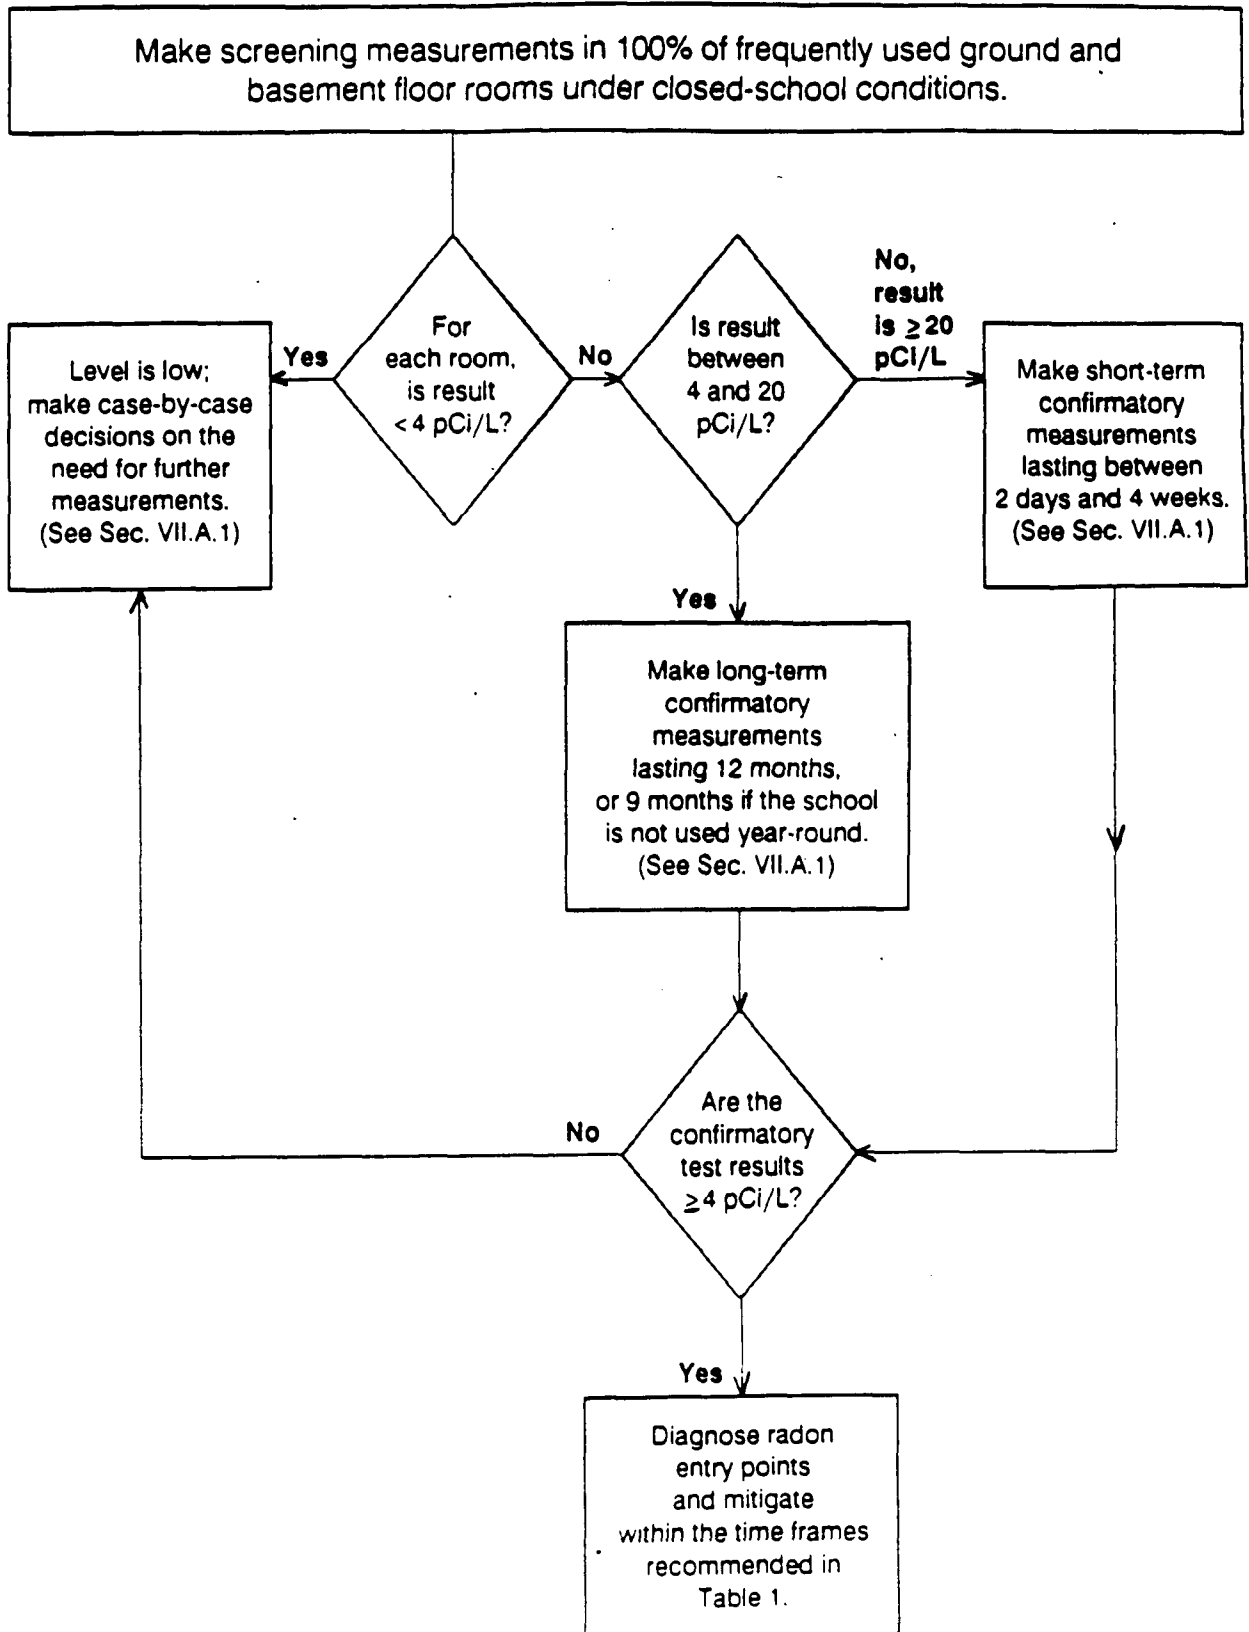 Make screening measurements in 100% of frequently used ground and
basement floor rooms under closed-school conditions.
For
each room,
is result
<4 pCi/L?
Yes
Level is low;
make case-by-case
decisions on the
need for further
measurements.
(See Sec. VII.A.1)
No
Is result
between
4 and 20
pCi/L?
No,
result
is ≥20
pCi/L
Make short-term
confirmatory
measurements
lasting between
2 days and 4 weeks.
(See Sec. VII.A.1)
Yes
Make long-term
confirmatory
measurements
lasting 12 months,
or 9 months if the school
is not used year-round.
(See Sec. VII.A.1)
Are the
confirmatory
test results
≥4 pCi/L?
No
Yes
Diagnose radon
entry points
and mitigate
within the time frames
recommended in
Table 1.